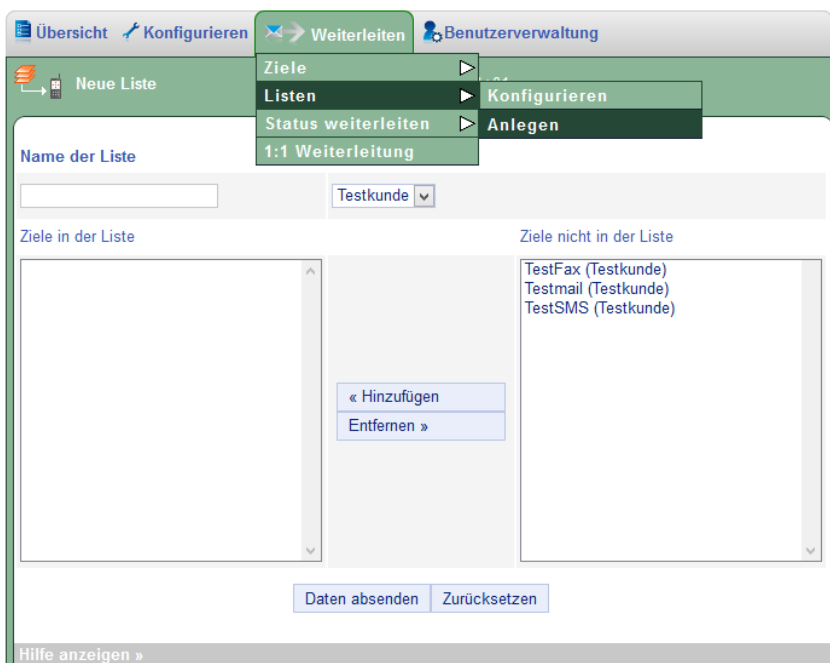 Übersicht Konfigurieren Weiterleiten Benutzerverwaltung
Ziele
Neue Liste
Listen
Konfigurieren
Status weiterleiten
Anlegen
1:1 Weiterleitung
Name der Liste
Testkunde
Ziele in der Liste
Ziele nicht in der Liste
TestFax (Testkunde)
Testmail (Testkunde)
TestSMS (Testkunde)
« Hinzufügen
Entfernen »
Daten absenden Zurücksetzen
Hilfe anzeigen »